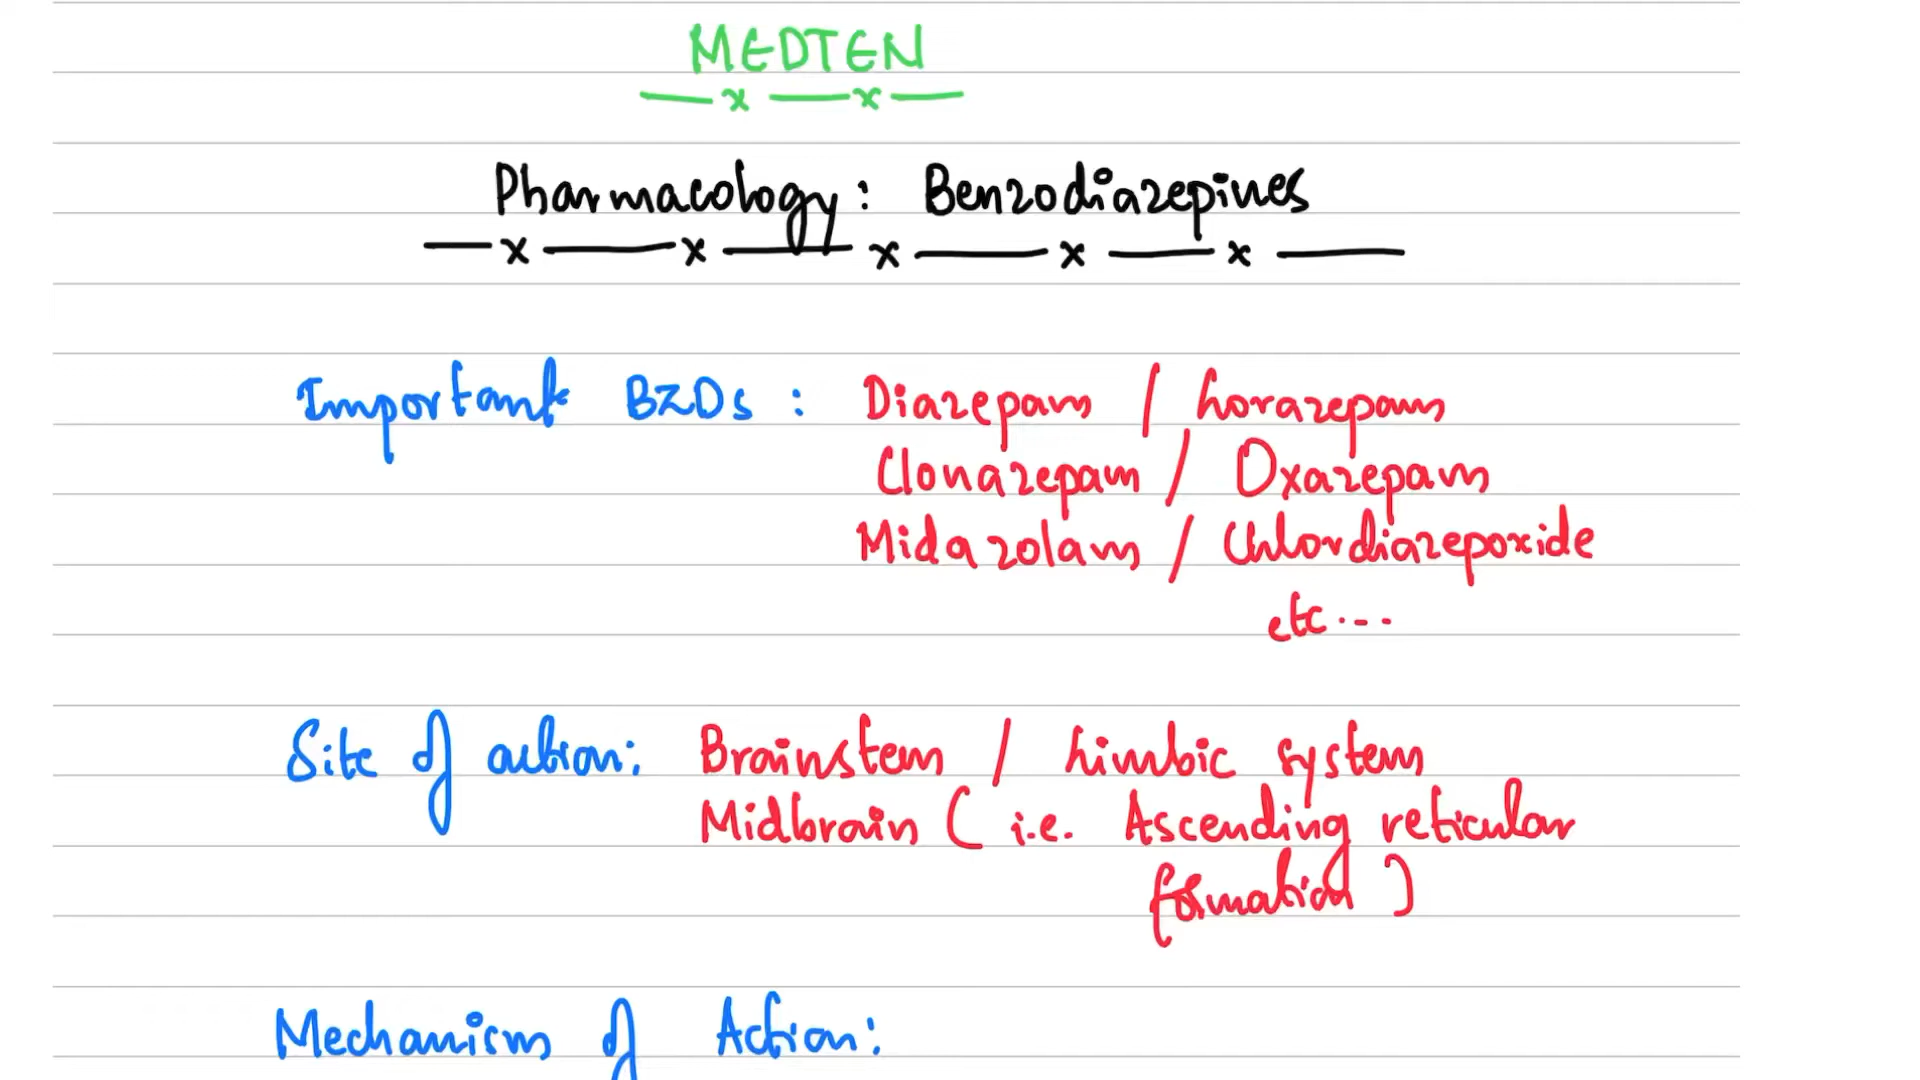 MEDTEN
Pharmacology: Benzodiazepines
Important BZDs: Diazepam / Lorazepam
Clonazepam / Oxazepam
Midazolam / Chlordiazepoxide
etc...
Site of action: Brainstem / Limbic system
Midbrain (i.e. Ascending reticular
formation)
Mechanism of Action: